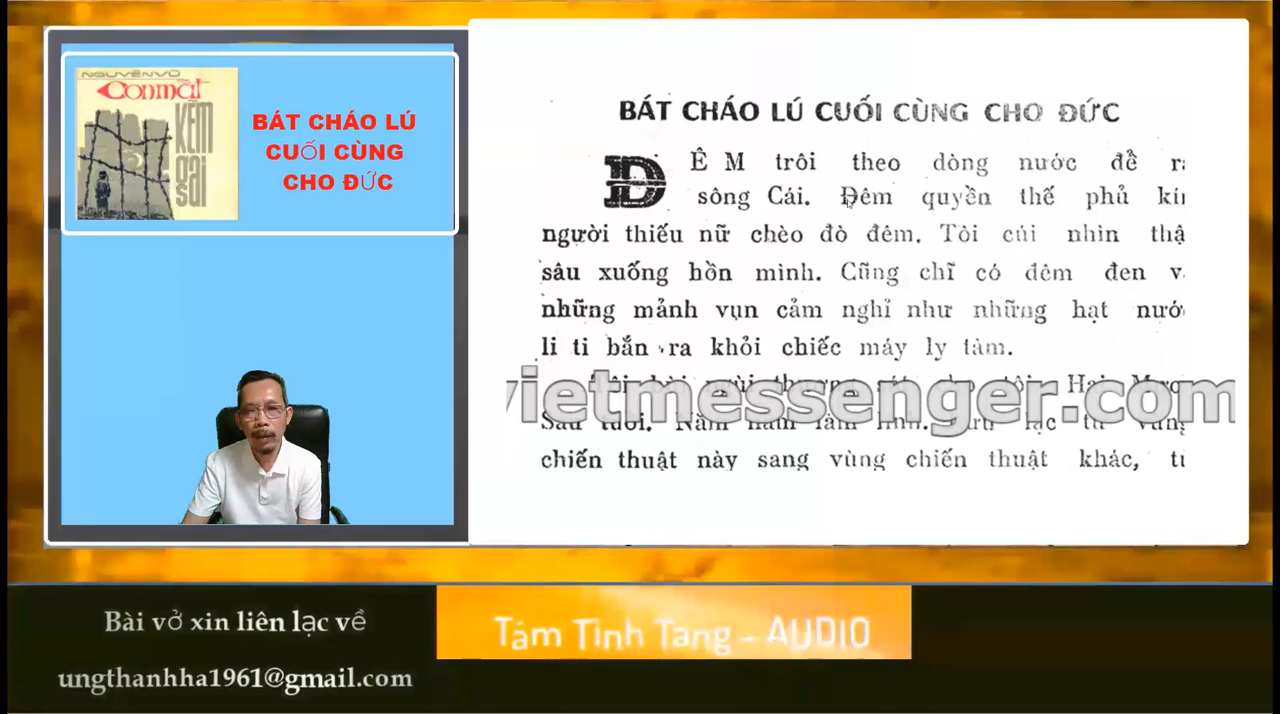 NGUYÊN VŨ
Con mắt
KẼM
gai
BÁT CHÁO LÚ
CUỐI CÙNG
CHO ĐỨC
BÁT CHÁO LÚ CUỐI CÙNG CHO ĐỨC
ĐÊM trôi theo dòng nước đề ra
sông Cái. Đêm quyền thế phủ kín
người thiếu nữ chèo đò đêm. Tôi cúi nhìn
sâu xuống hồn mình. Cũng chỉ có đêm đen
những mảnh vụn cảm nghĩ như những hạt
li ti bắn ra khỏi chiếc máy ly tâm.
vietmessenger.com
chiến thuật này sang vùng chiến thuật khác,
Bài vở xin liên lạc về
ungthanhha1961@gmail.com
Tâm Tình Tang - AUDIO